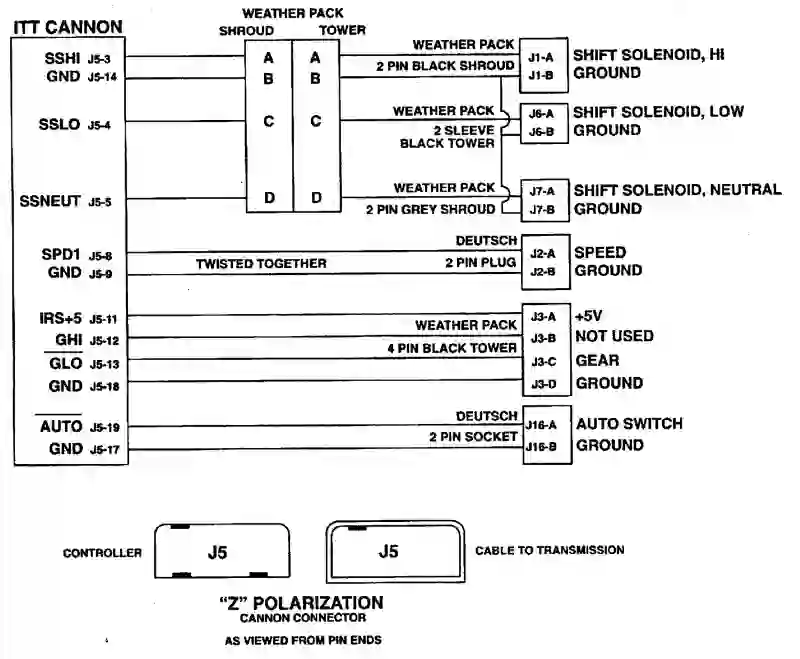 WEATHER PACK
ITT CANNON SHROUD TOWER
SSHI J5-3 A A WEATHER PACK J1-A SHIFT SOLENOID, HI
GND J5-14 B B 2 PIN BLACK SHROUD J1-B GROUND
SSLO J5-4 C C WEATHER PACK J6-A SHIFT SOLENOID, LOW
2 SLEEVE J6-B GROUND
BLACK TOWER
SSNEUT J5-5 D D WEATHER PACK J7-A SHIFT SOLENOID, NEUTRAL
2 PIN GREY SHROUD J7-B GROUND
SPD1 J5-8 DEUTSCH J2-A SPEED
GND J5-9 TWISTED TOGETHER 2 PIN PLUG J2-B GROUND
IRS+5 J5-11 J3-A +5V
GHI J5-12 WEATHER PACK J3-B NOT USED
GLO J5-13 4 PIN BLACK TOWER J3-C GEAR
GND J5-18 J3-D GROUND
AUTO J5-19 DEUTSCH J16-A AUTO SWITCH
GND J5-17 2 PIN SOCKET J16-B GROUND
CONTROLLER J5 J5 CABLE TO TRANSMISSION
"Z" POLARIZATION
CANNON CONNECTOR
AS VIEWED FROM PIN ENDS